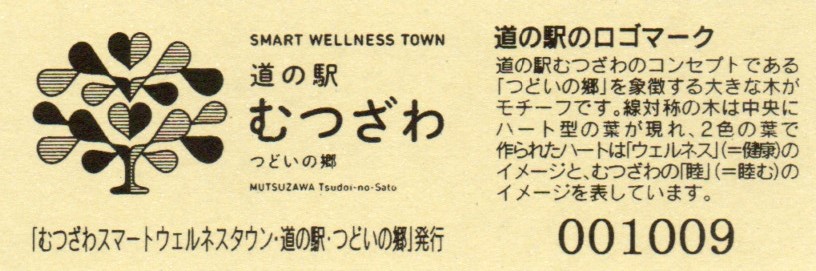 SMART WELLNESS TOWN
道の駅
むつざわ
つどいの郷
MUTSUZAWA Tsudoi-no-Sato
「むつざわスマートウェルネスタウン・道の駅・つどいの郷」発行
道の駅のロゴマーク
道の駅むつざわのコンセプトである
「つどいの郷」を象徴する大きな木が
モチーフです。線対称の木は中央に
ハート型の葉が現れ、2色の葉で
作られたハートは「ウェルネス」(=健康)の
イメージと、むつざわの「睦」(=睦む)の
イメージを表しています。
001009